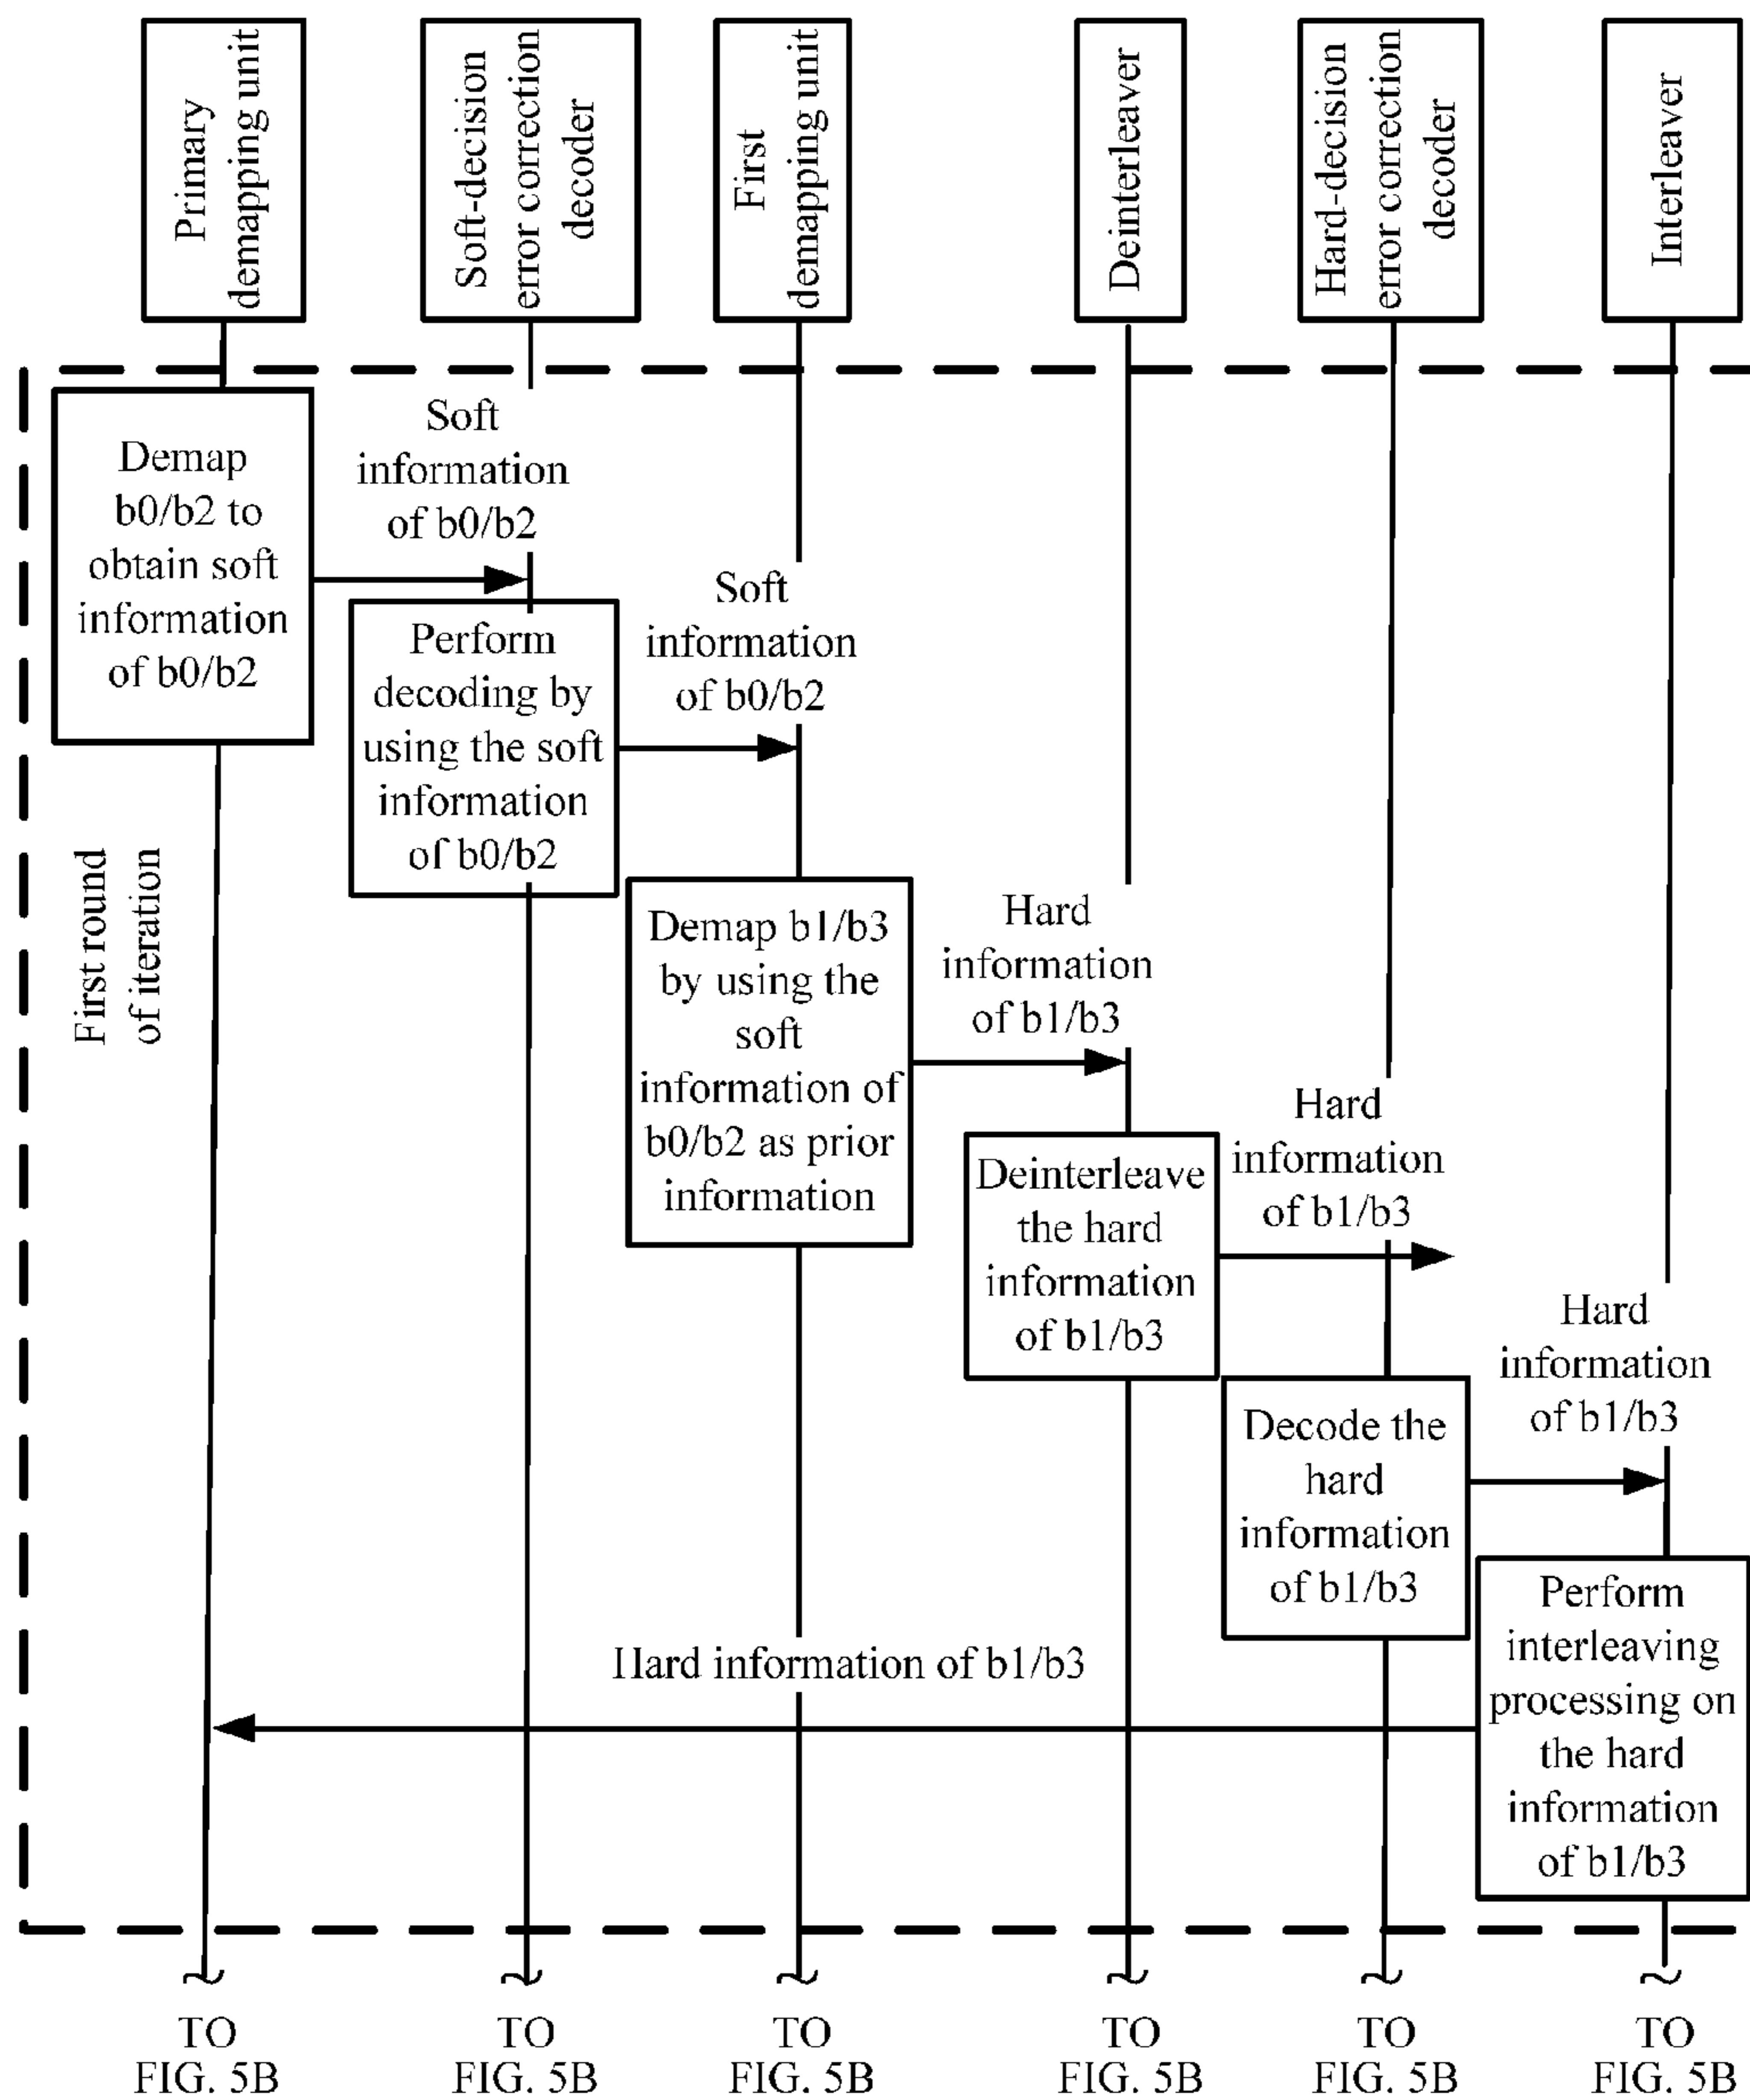 Primary
demapping unit
Soft-decision
error correction
decoder
First
demapping unit
Deinterleaver
Hard-decision
error correction
decoder
Interleaver
Demap
b0/b2 to
obtain soft
information
of b0/b2
Soft
information
of b0/b2
Perform
decoding by
using the soft
information
of b0/b2
Soft
information
of b0/b2
First round
of iteration
Demap b1/b3
by using the
soft
information of
b0/b2 as prior
information
Hard
information
of b1/b3
Deinterleave
the hard
information
of b1/b3
Hard
information
of b1/b3
Decode the
hard
information
of b1/b3
Hard
information
of b1/b3
Perform
interleaving
processing on
the hard
information
of b1/b3
Hard information of b1/b3
TO
FIG. 5B
TO
FIG. 5B
TO
FIG. 5B
TO
FIG. 5B
TO
FIG. 5B
TO
FIG. 5B